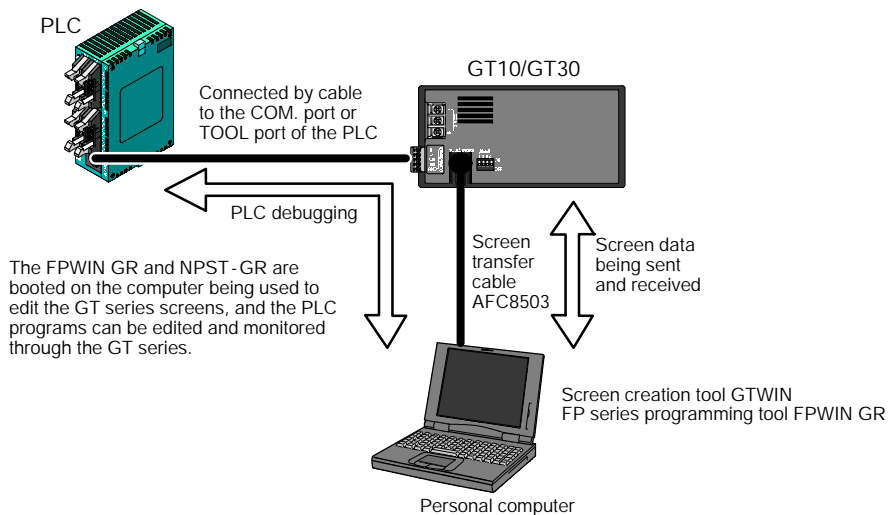 PLC
GT10/GT30
Connected by cable
to the COM. port or
TOOL port of the PLC
PLC debugging
Screen
transfer
cable
AFC8503
Screen data
being sent
and received
The FPWIN GR and NPST-GR are
booted on the computer being used to
edit the GT series screens, and the PLC
programs can be edited and monitored
through the GT series.
Screen creation tool GTWIN
FP series programming tool FPWIN GR
Personal computer